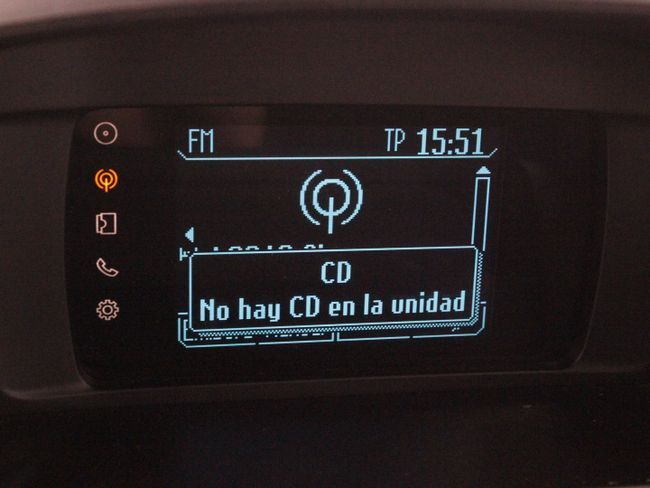 FM TP 15:51
CD
No hay CD en la unidad